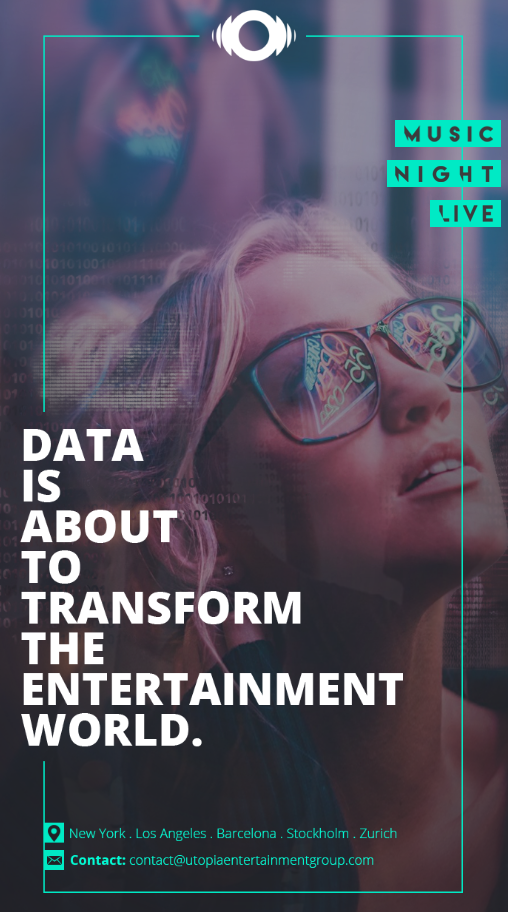 MUSIC
NIGHT
LIVE
DATA
IS
ABOUT
TO
TRANSFORM
THE
ENTERTAINMENT
WORLD.
New York . Los Angeles . Barcelona . Stockholm . Zurich
Contact: contact@utopiaentertainmentgroup.com